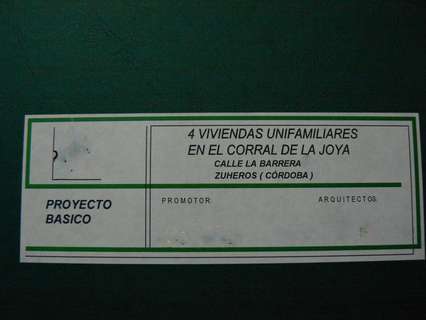 4 VIVIENDAS UNIFAMILIARES
EN EL CORRAL DE LA JOYA
CALLE LA BARRERA
ZUHEROS ( CÓRDOBA )
PROYECTO
BASICO
PROMOTOR:
ARQUITECTOS: